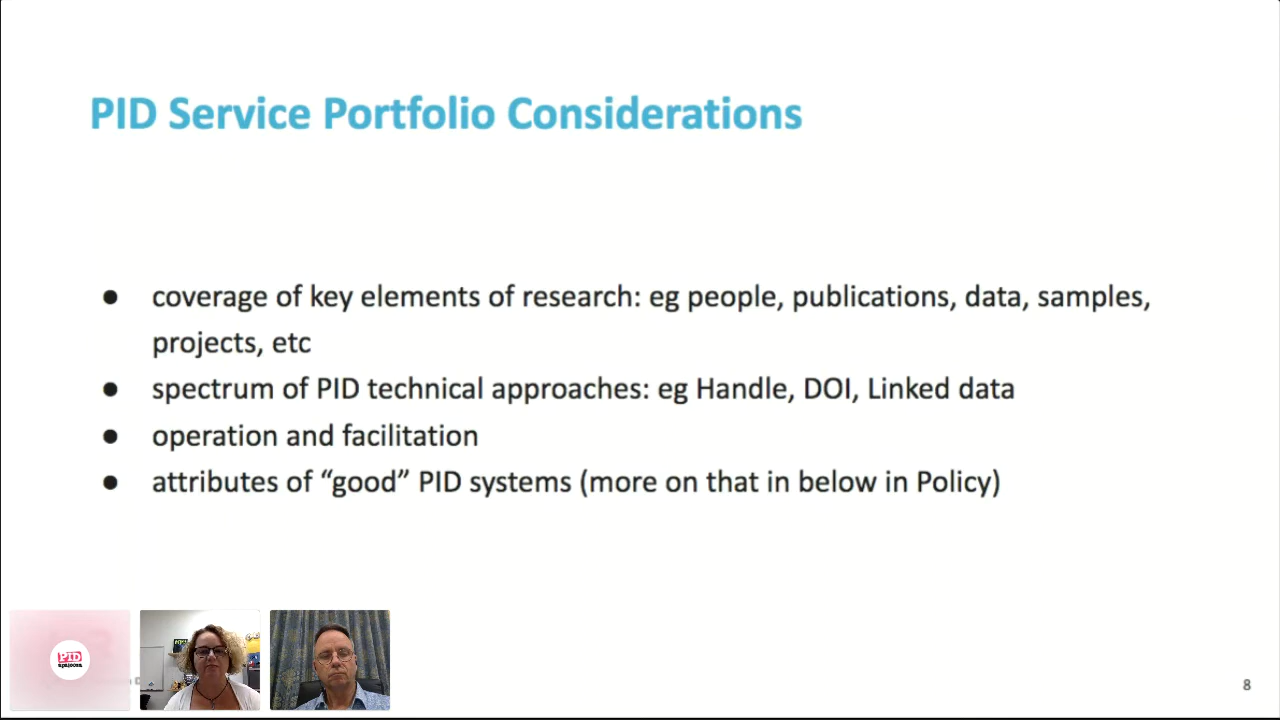 PID Service Portfolio Considerations
● coverage of key elements of research: eg people, publications, data, samples,
projects, etc
● spectrum of PID technical approaches: eg Handle, DOI, Linked data
● operation and facilitation
● attributes of “good” PID systems (more on that in below in Policy)
PID
apalooza
8